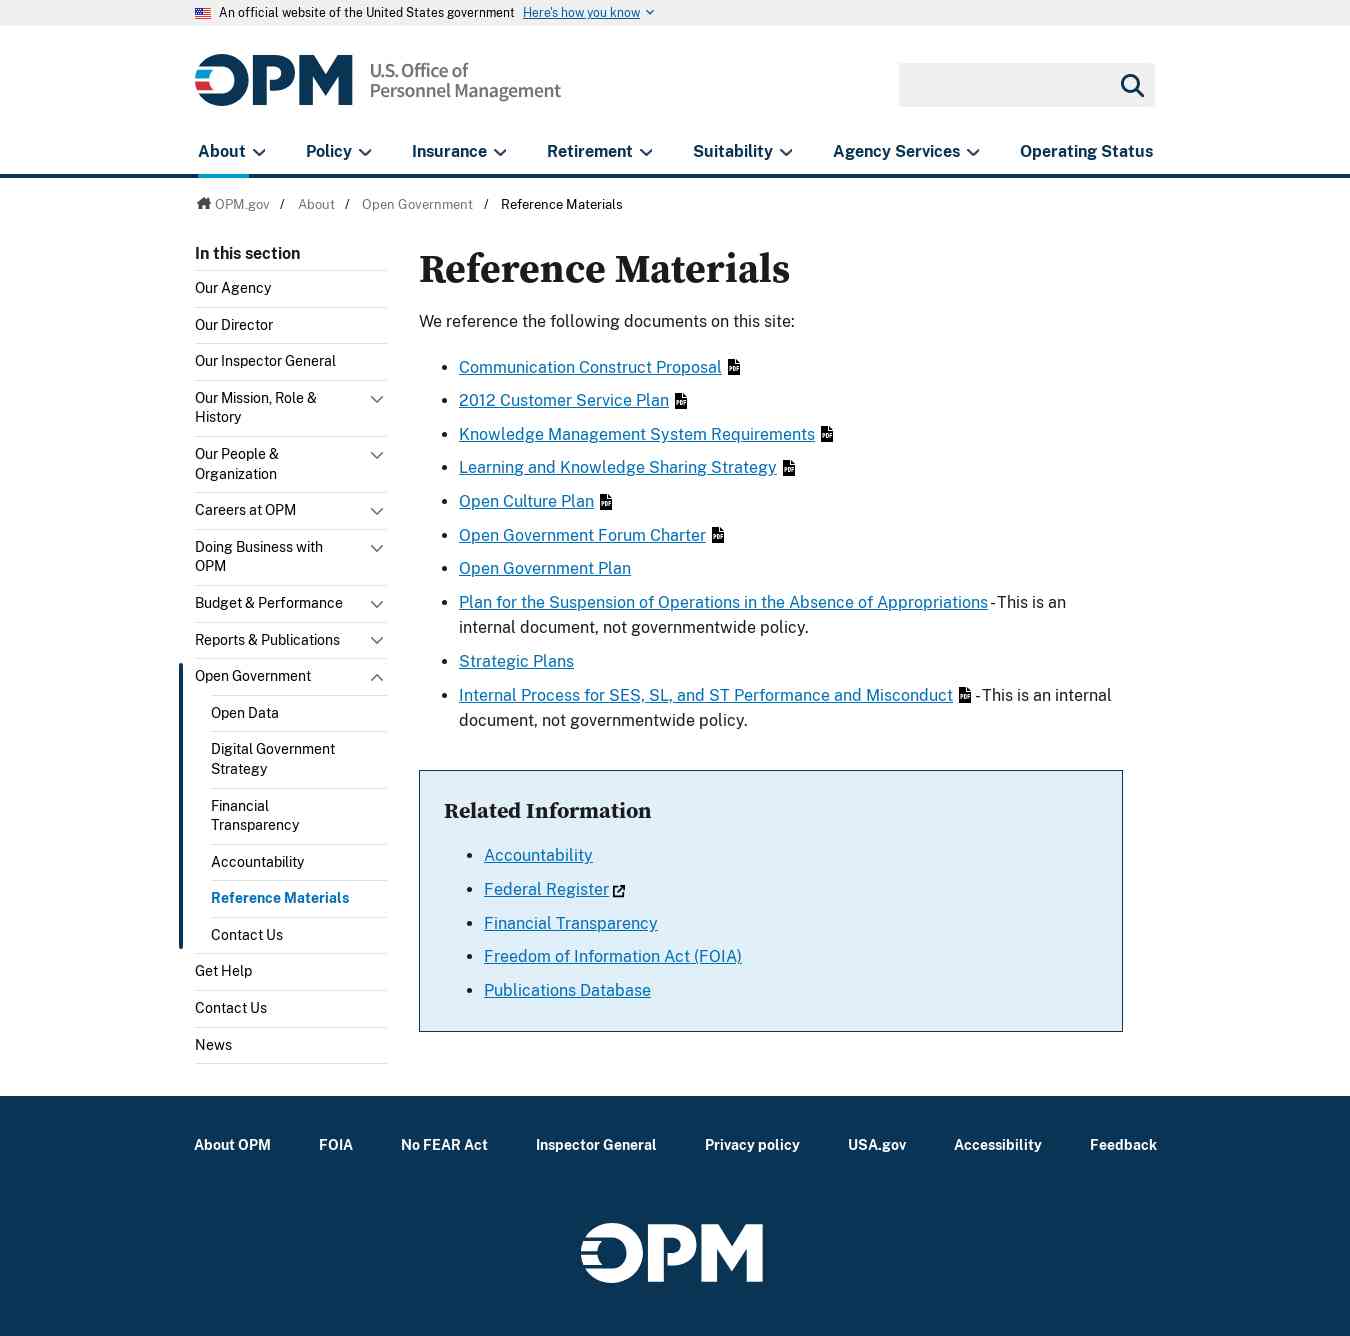 An official website of the United States government Here's how you know
OPM U.S. Office of
Personnel Management
About Policy Insurance Retirement Suitability Agency Services Operating Status
OPM.gov / About / Open Government / Reference Materials
In this section
Our Agency
Our Director
Our Inspector General
Our Mission, Role &
History
Our People &
Organization
Careers at OPM
Doing Business with
OPM
Budget & Performance
Reports & Publications
Open Government
Open Data
Digital Government
Strategy
Financial
Transparency
Accountability
Reference Materials
Contact Us
Get Help
Contact Us
News
Reference Materials
We reference the following documents on this site:
Communication Construct Proposal PDF
2012 Customer Service Plan PDF
Knowledge Management System Requirements PDF
Learning and Knowledge Sharing Strategy PDF
Open Culture Plan PDF
Open Government Forum Charter PDF
Open Government Plan
Plan for the Suspension of Operations in the Absence of Appropriations - This is an
internal document, not governmentwide policy.
Strategic Plans
Internal Process for SES, SL, and ST Performance and Misconduct PDF - This is an internal
document, not governmentwide policy.
Related Information
Accountability
Federal Register
Financial Transparency
Freedom of Information Act (FOIA)
Publications Database
About OPM FOIA No FEAR Act Inspector General Privacy policy USA.gov Accessibility Feedback
OPM